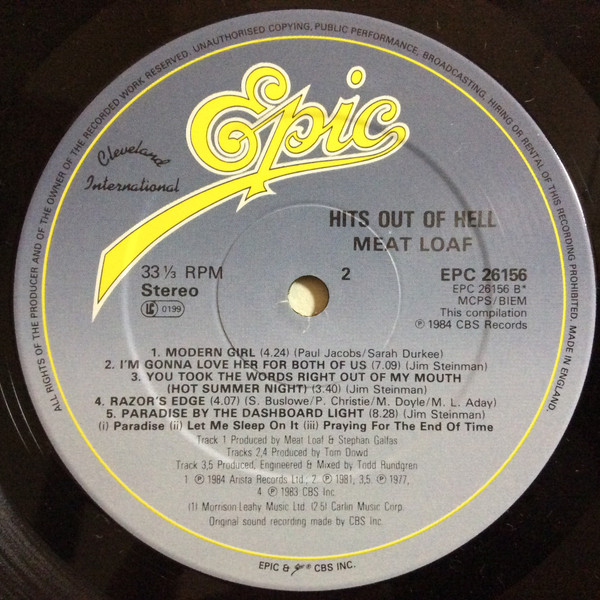 ALL RIGHTS OF THE PRODUCER AND OF THE OWNER OF THE RECORDED WORK RESERVED. UNAUTHORISED COPYING, PUBLIC PERFORMANCE, BROADCASTING, HIRING OR RENTAL OF THIS RECORDING PROHIBITED. MADE IN ENGLAND.
Epic
Cleveland
International
HITS OUT OF HELL
MEAT LOAF
33 ⅓ RPM
Stereo
LC 0199
2
EPC 26156
EPC 26156 B*
MCPS/BIEM
This compilation
℗ 1984 CBS Records
1. MODERN GIRL (4.24) (Paul Jacobs/Sarah Durkee)
2. I'M GONNA LOVE HER FOR BOTH OF US (7.09) (Jim Steinman)
3. YOU TOOK THE WORDS RIGHT OUT OF MY MOUTH
(HOT SUMMER NIGHT) (3.40) (Jim Steinman)
4. RAZOR'S EDGE (4.07) (S. Buslowe/P. Christie/M. Doyle/M. L. Aday)
5. PARADISE BY THE DASHBOARD LIGHT (8.28) (Jim Steinman)
(i) Paradise (ii) Let Me Sleep On It (iii) Praying For The End Of Time
Track 1 Produced by Meat Loaf & Stephan Galfas
Tracks 2,4 Produced by Tom Dowd
Track 3,5 Produced, Engineered & Mixed by Todd Rundgren
1 ℗ 1984 Arista Records Ltd., 2 ℗ 1981, 3,5 ℗ 1977,
4 ℗ 1983 CBS Inc.
(1) Morrison Leahy Music Ltd. (2-5) Carlin Music Corp.
Original sound recording made by CBS Inc.
EPIC & Epic ® CBS INC.